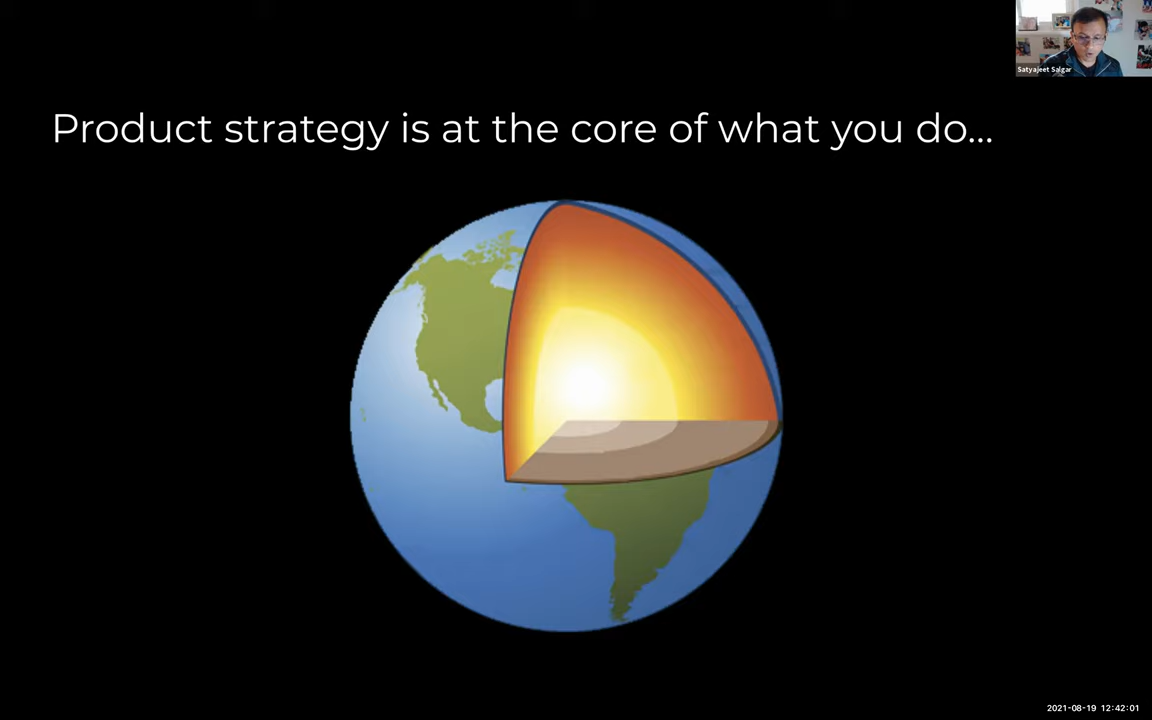 Satyajeet Salgar
Product strategy is at the core of what you do...
2021-08-19 12:42:01